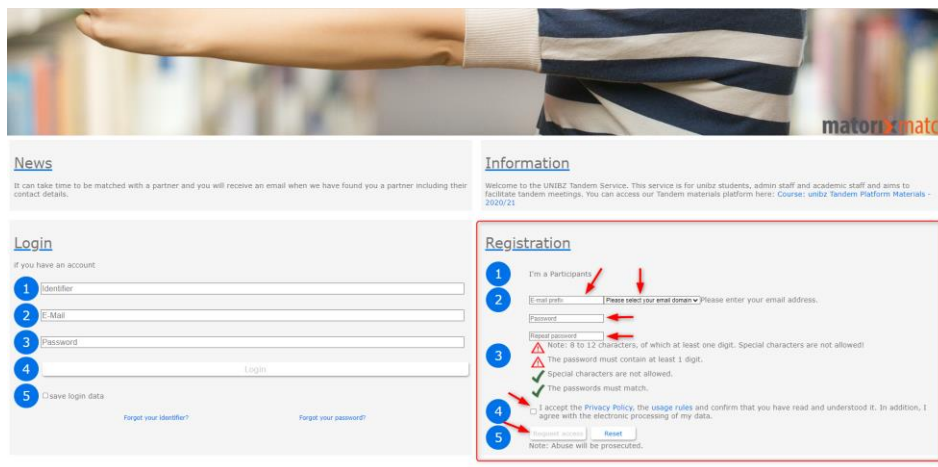 matorixmatc
News
It can take time to be matched with a partner and you will receive an email when we have found you a partner including their
contact details.
Information
Welcome to the UNIBZ Tandem Service. This service is for unibz students, admin staff and academic staff and aims to
facilitate tandem meetings. You can access our Tandem materials platform here: Course: unibz Tandem Platform Materials -
2020/21
Login
if you have an account
1 Identifier
2 E-Mail
3 Password
4 Login
5 save login data
Forgot your identifier? Forgot your password?
Registration
1 I'm a Participants
2 E-mail prefix Please select your email domain Please enter your email address.
Password
Repeat password
Note: 8 to 12 characters, of which at least one digit. Special characters are not allowed!
3 The password must contain at least 1 digit.
Special characters are not allowed.
The passwords must match.
4 I accept the Privacy Policy, the usage rules and confirm that you have read and understood it. In addition, I
agree with the electronic processing of my data.
5 Request access Reset
Note: Abuse will be prosecuted.